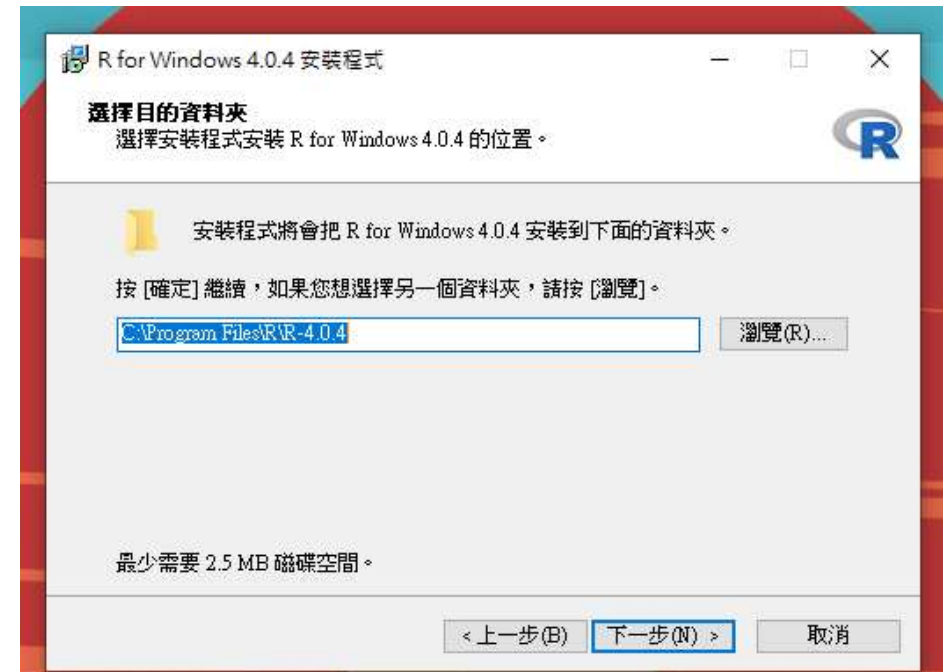 R for Windows 4.0.4 安裝程式
選擇目的資料夾
選擇安裝程式安裝 R for Windows 4.0.4 的位置。
R
安裝程式將會把 R for Windows 4.0.4 安裝到下面的資料夾。
按 [確定] 繼續，如果您想選擇另一個資料夾，請按 [瀏覽]。
C:\Program Files\R\R-4.0.4
瀏覽(R)...
最少需要 2.5 MB 磁碟空間。
<上一步(B)
下一步(N) >
取消